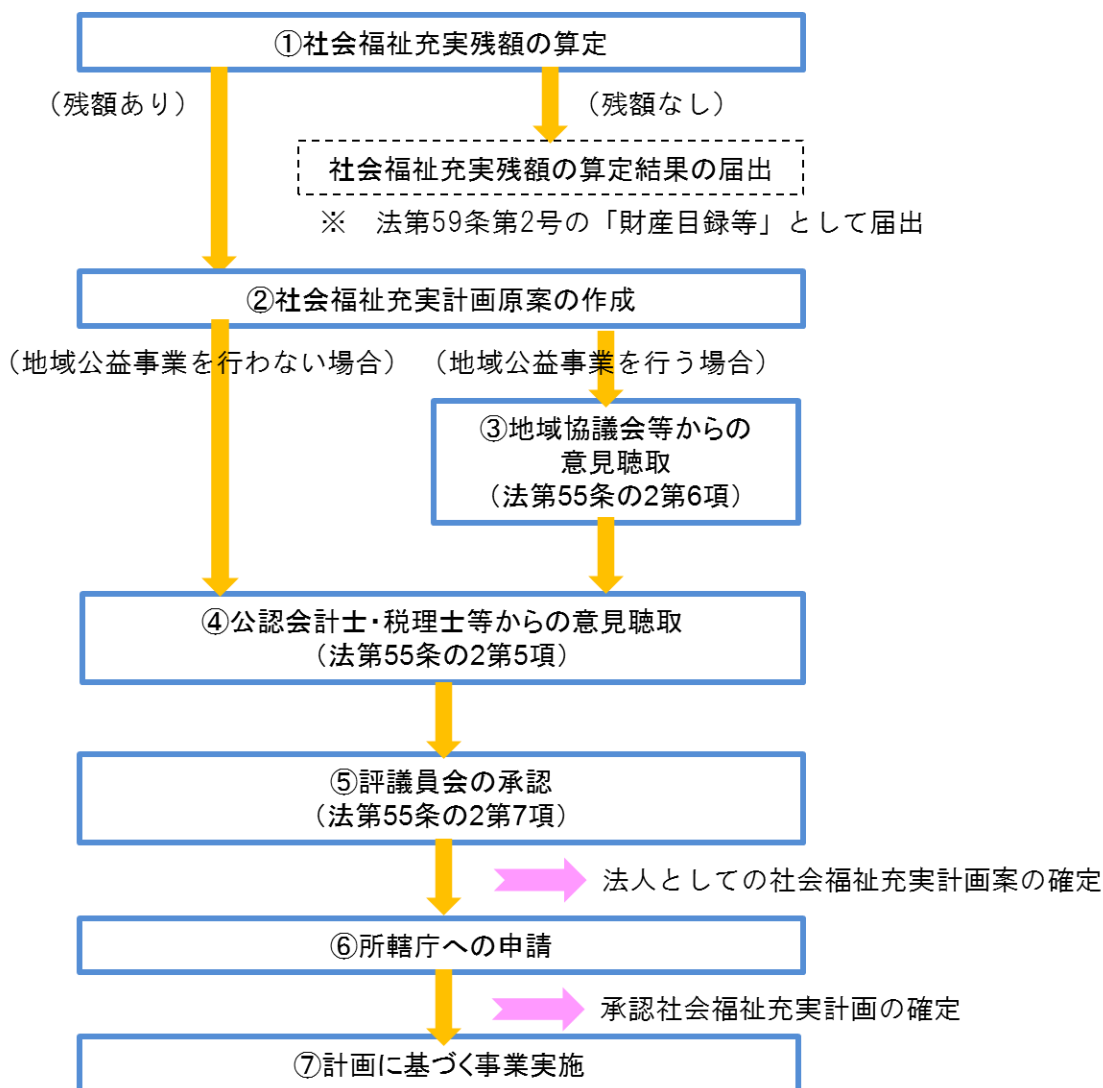 ①社会福祉充実残額の算定
（残額あり）
（残額なし）
社会福祉充実残額の算定結果の届出
※　法第59条第2号の「財産目録等」として届出
②社会福祉充実計画原案の作成
（地域公益事業を行わない場合）
（地域公益事業を行う場合）
③地域協議会等からの
意見聴取
（法第55条の2第6項）
④公認会計士・税理士等からの意見聴取
（法第55条の2第5項）
⑤評議員会の承認
（法第55条の2第7項）
法人としての社会福祉充実計画案の確定
⑥所轄庁への申請
承認社会福祉充実計画の確定
⑦計画に基づく事業実施